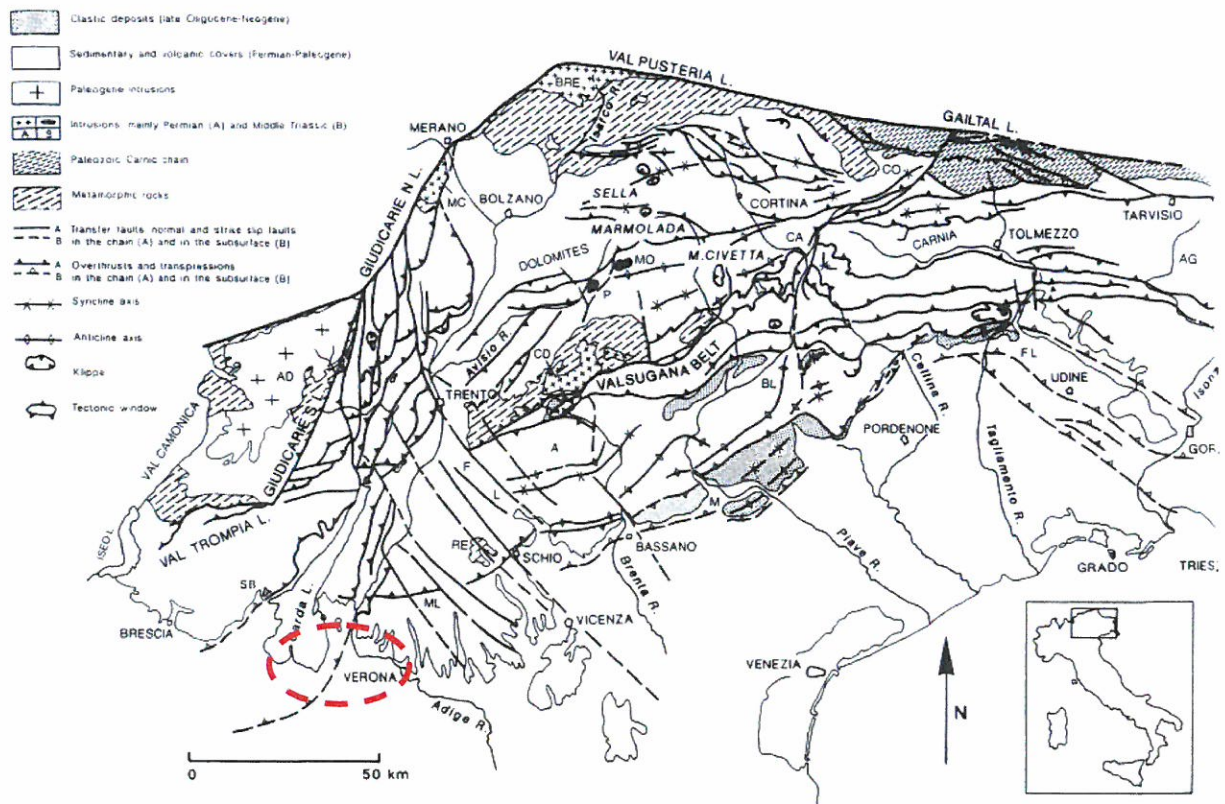 Clastic deposits (late Oligocene-Neogene)
Sedimentary and volcanic covers (Permian-Paleogene)
Paleogene intrusions
A B
Intrusions, mainly Permian (A) and Middle Triassic (B)
Paleozoic Carnic chain
Metamorphic rocks
A Transfer faults, normal and strike slip faults
B in the chain (A) and in the subsurface (B)
A Overthrusts and transpressions
B in the chain (A) and in the subsurface (B)
Syncline axis
Anticline axis
Klippe
Tectonic window
VAL PUSTERIA L.
BRE
Isarco R.
MERANO
GAILTAL L.
GIUDICARIE N L.
MC
BOLZANO
SELLA
CORTINA
CO
TARVISIO
MARMOLADA
CA
CARNIA
TOLMEZZO
DOLOMITES
MO
M.CIVETTA
AG
P
Avisio R.
AD
CD
VALSUGANA BELT
TRENTO
BL
Cellina R.
FL
UDINE
Isonz
VAL CAMONICA
GIUDICARIE S L.
PORDENONE
Tagliamento R.
GOR.
A
F
L
M
VAL TROMPIA L.
ISEO L.
RE
SCHIO
BASSANO
Brenta R.
Piave R.
GRADO
TRIES.
SB
arda L.
ML
BRESCIA
VICENZA
VERONA
VENEZIA
Adige R.
N
0 50 km